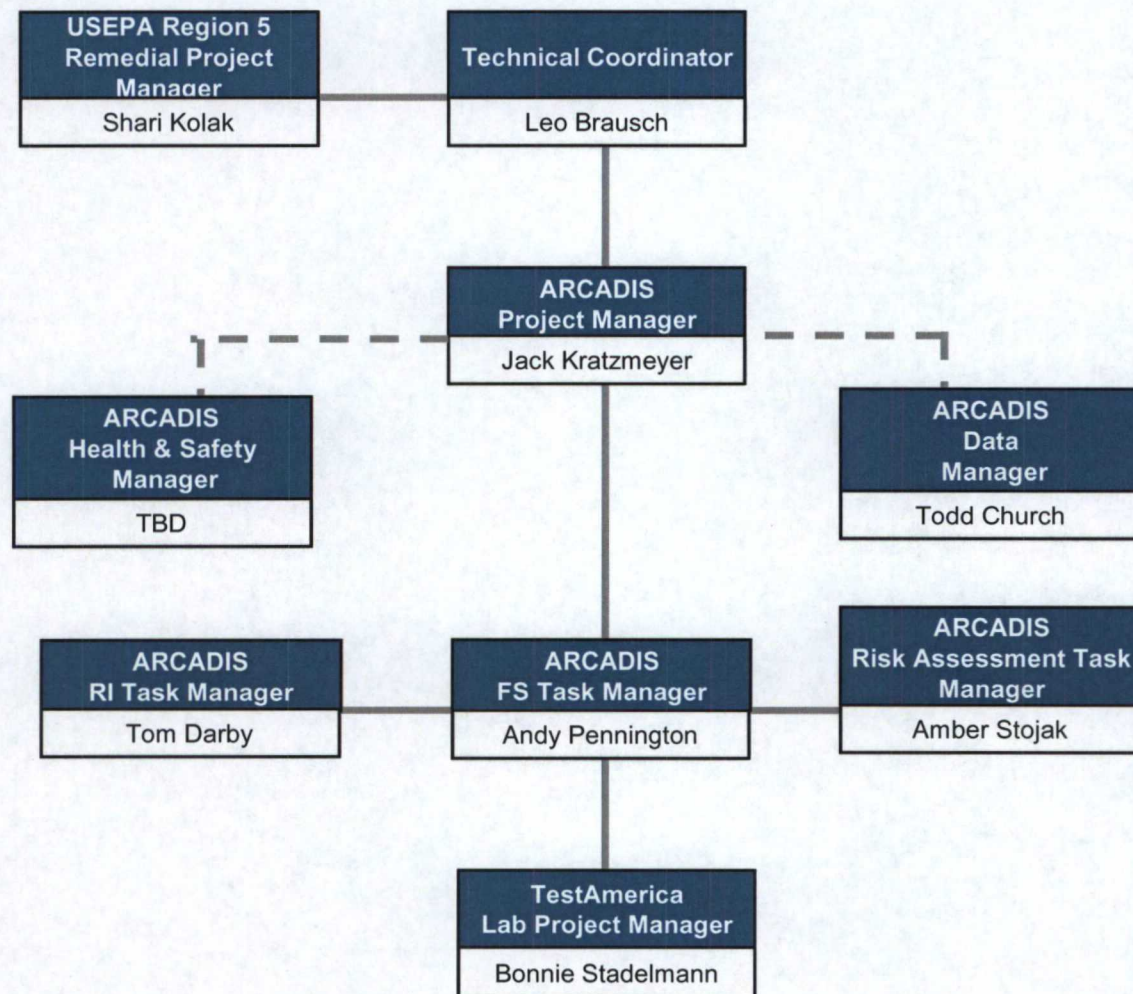 USEPA Region 5
Remedial Project
Manager
Shari Kolak
Technical Coordinator
Leo Brausch
ARCADIS
Project Manager
Jack Kratzmeyer
ARCADIS
Health & Safety
Manager
TBD
ARCADIS
Data
Manager
Todd Church
ARCADIS
RI Task Manager
Tom Darby
ARCADIS
FS Task Manager
Andy Pennington
ARCADIS
Risk Assessment Task
Manager
Amber Stojak
TestAmerica
Lab Project Manager
Bonnie Stadelmann